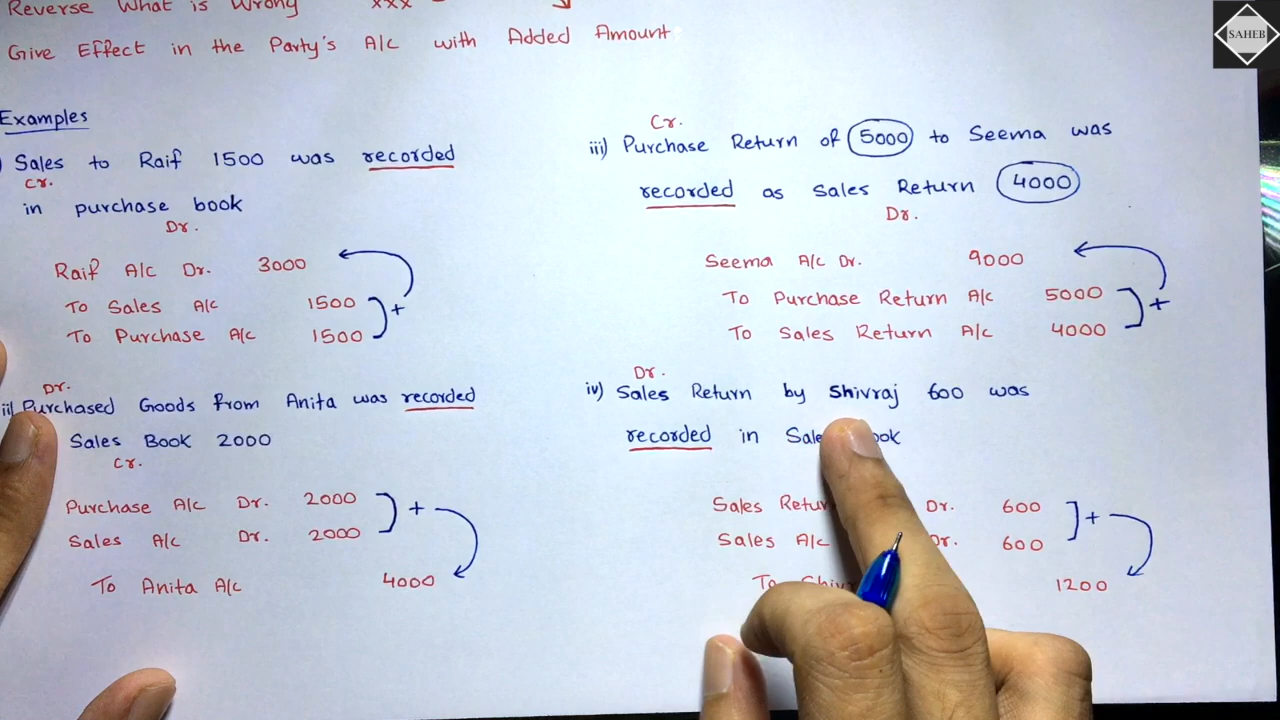 Reverse What is Wrong xxx
Give Effect in the Party's A/c with Added Amount
SAHEB
Examples
Sales to Raif 1500 was recorded
Cr.
in purchase book
Dr.
Raif A/c Dr. 3000
To Sales A/c 1500
To Purchase A/c 1500
+
Dr.
ii) Purchased Goods from Anita was recorded
Sales Book 2000
Cr.
Purchase A/c Dr. 2000
Sales A/c Dr. 2000
+
To Anita A/c 4000
Cr.
iii) Purchase Return of 5000 to Seema was
recorded as Sales Return 4000
Dr.
Seema A/c Dr. 9000
To Purchase Return A/c 5000
To Sales Return A/c 4000
+
Dr.
iv) Sales Return by Shivraj 600 was
recorded in
Sales Dr. 600
Sales A/c Dr. 600
+
To 1200